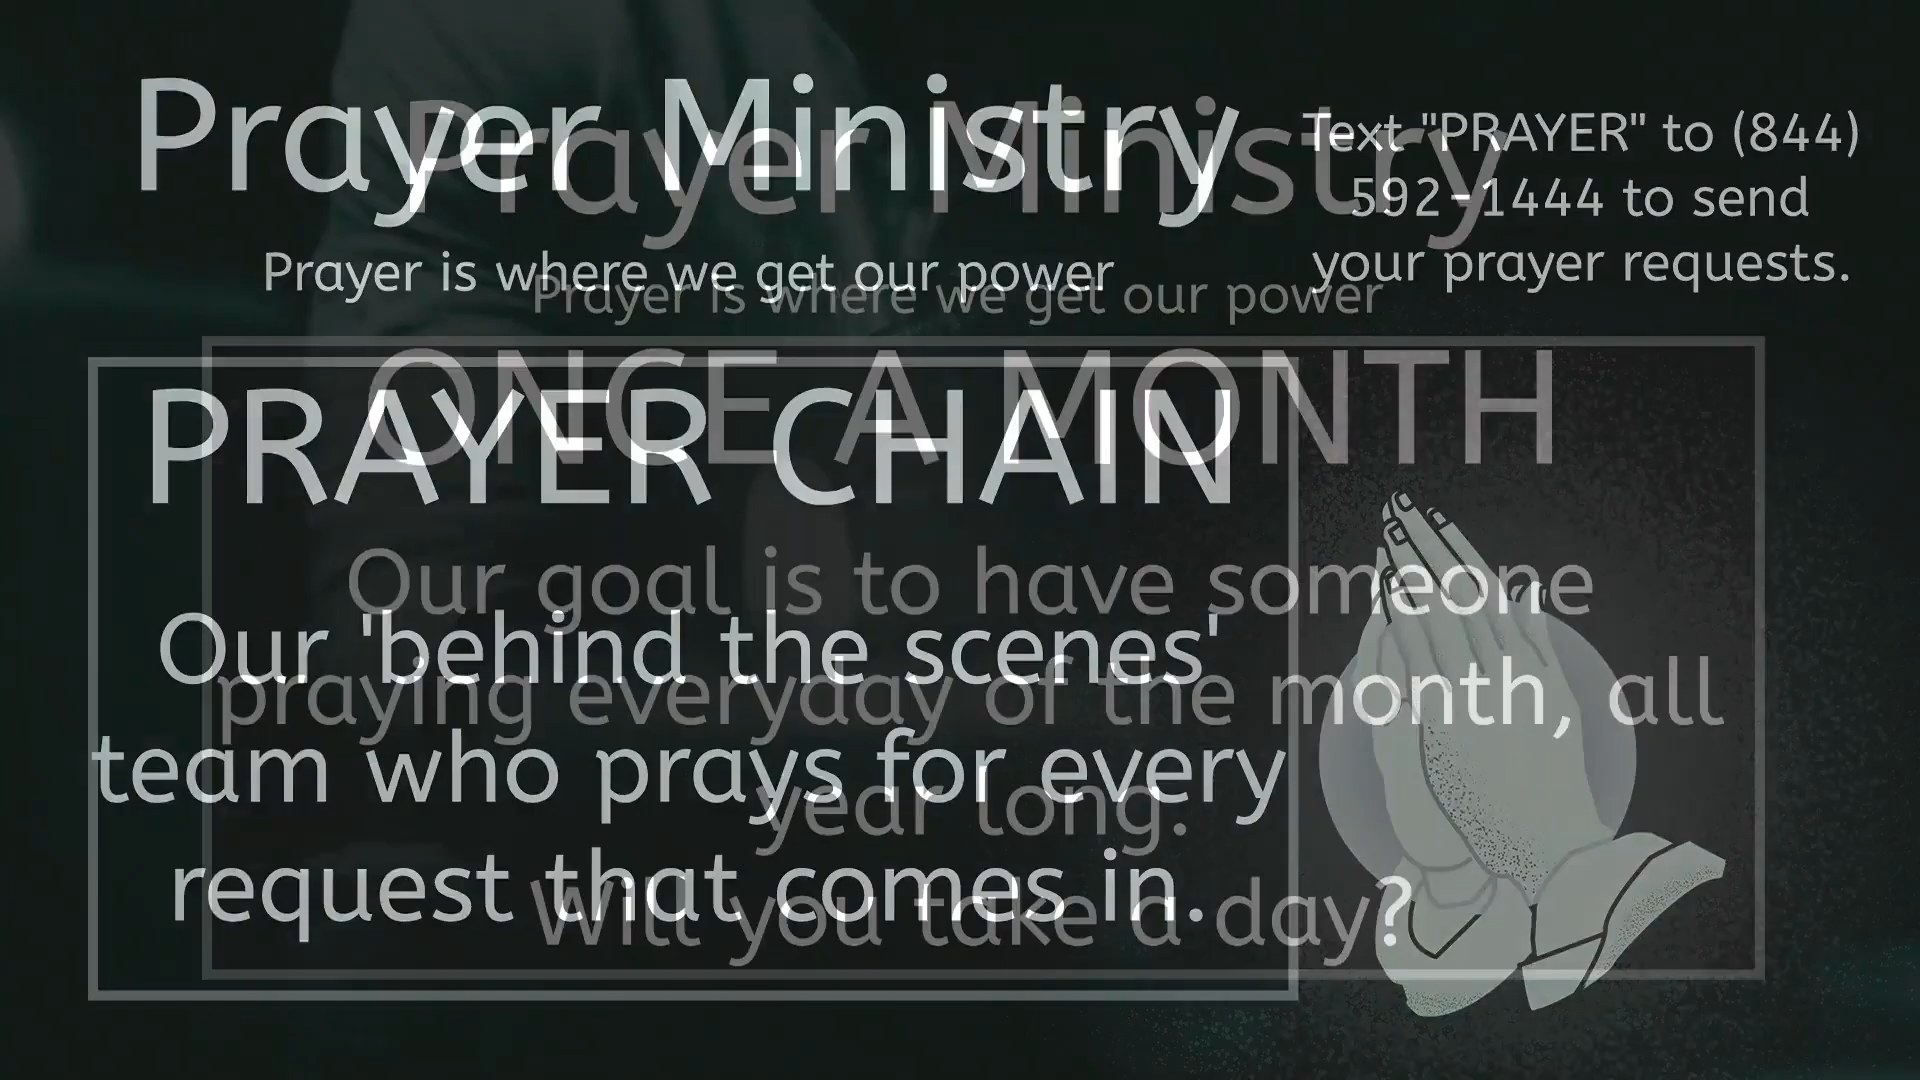 Prayer Ministry
Prayer is where we get our power
Text "PRAYER" to (844)
592-1444 to send
your prayer requests.
PRAYER CHAIN
Our 'behind the scenes'
team who prays for every
request that comes in.
Prayer Ministry
Prayer is where we get our power
ONCE A MONTH
Our goal is to have someone
praying everyday of the month, all
year long.
Will you take a day?